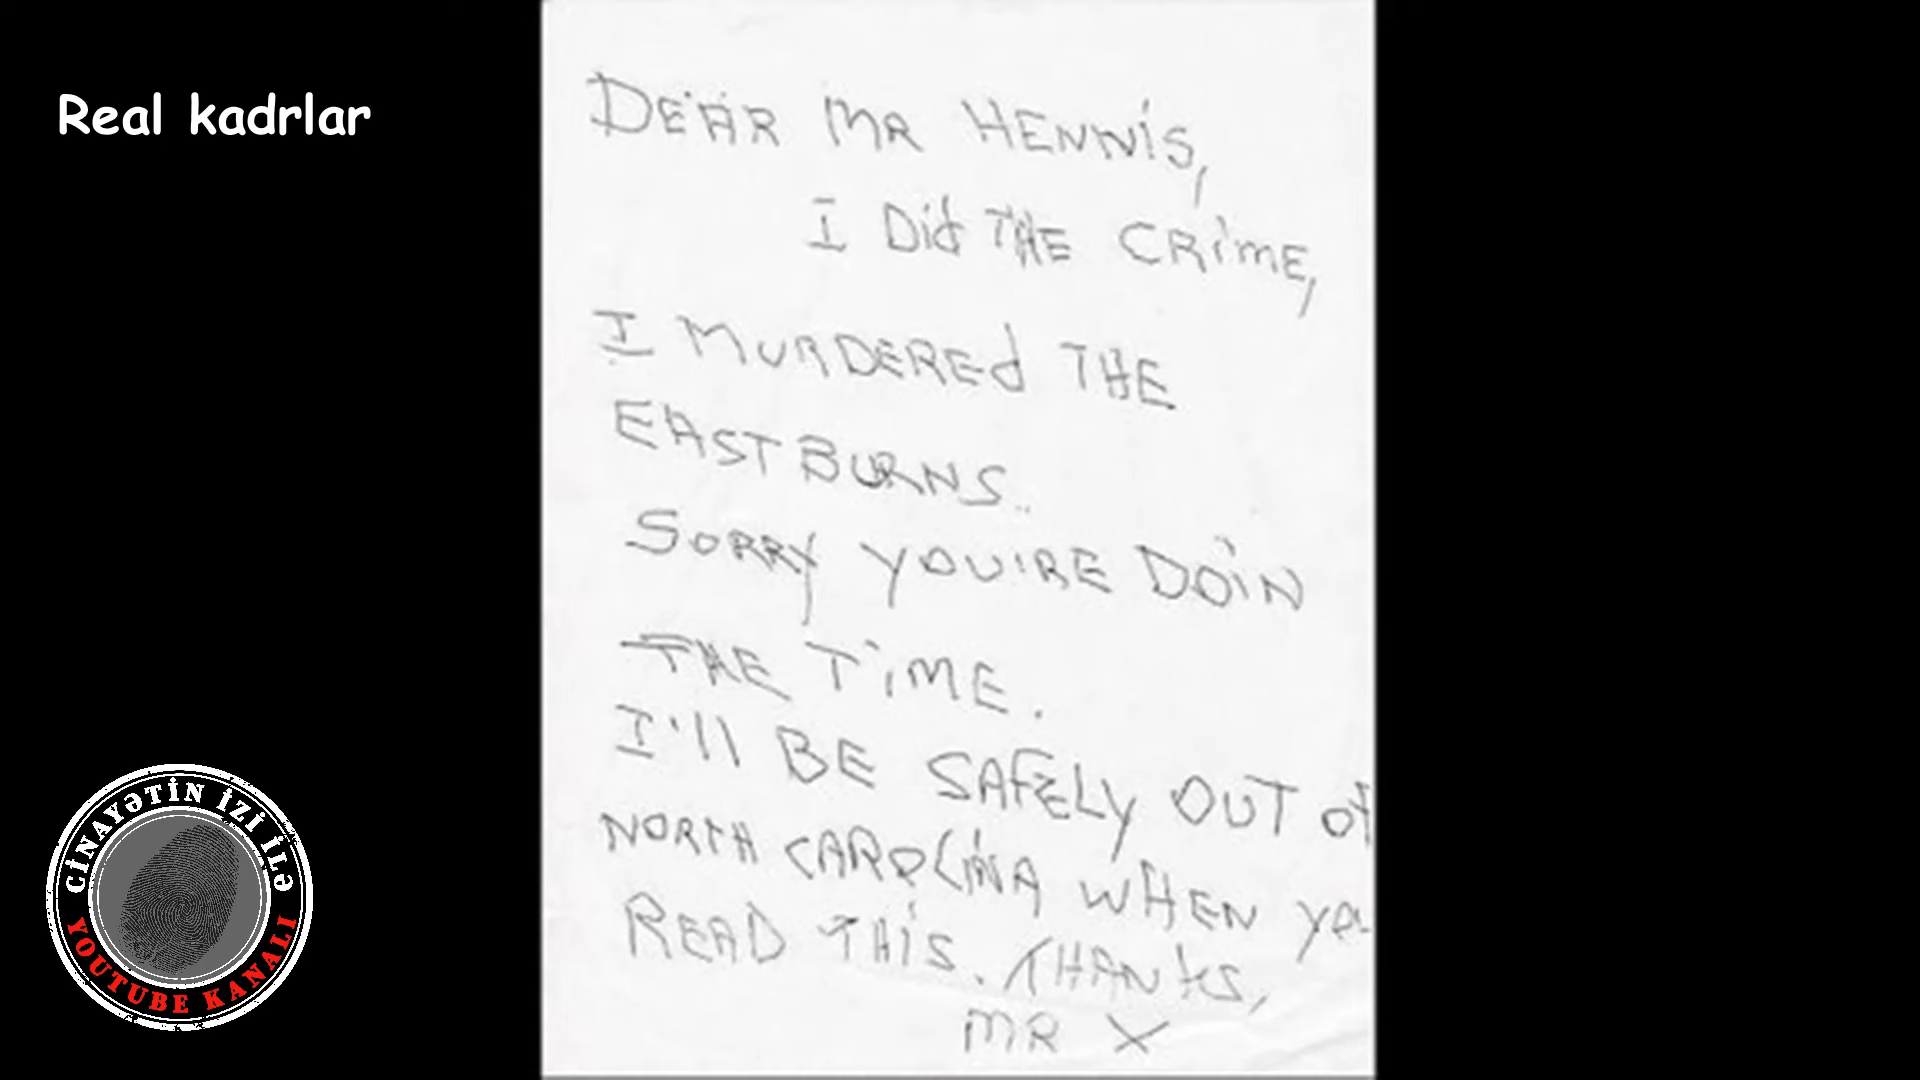 Real kadrlar
DEAR MR HENNIS,
I Did THE CRIME,
I MURDERED THE
EASTBURNS..
SORRY YOU'RE DOIN
THE TIME.
I'll BE SAFELY OUT of
NORTH CAROLINA WHEN yo
READ THIS. THANKS,
MR X
CİNAYƏTİN İZİ İLƏ
YOUTUBE KANALI